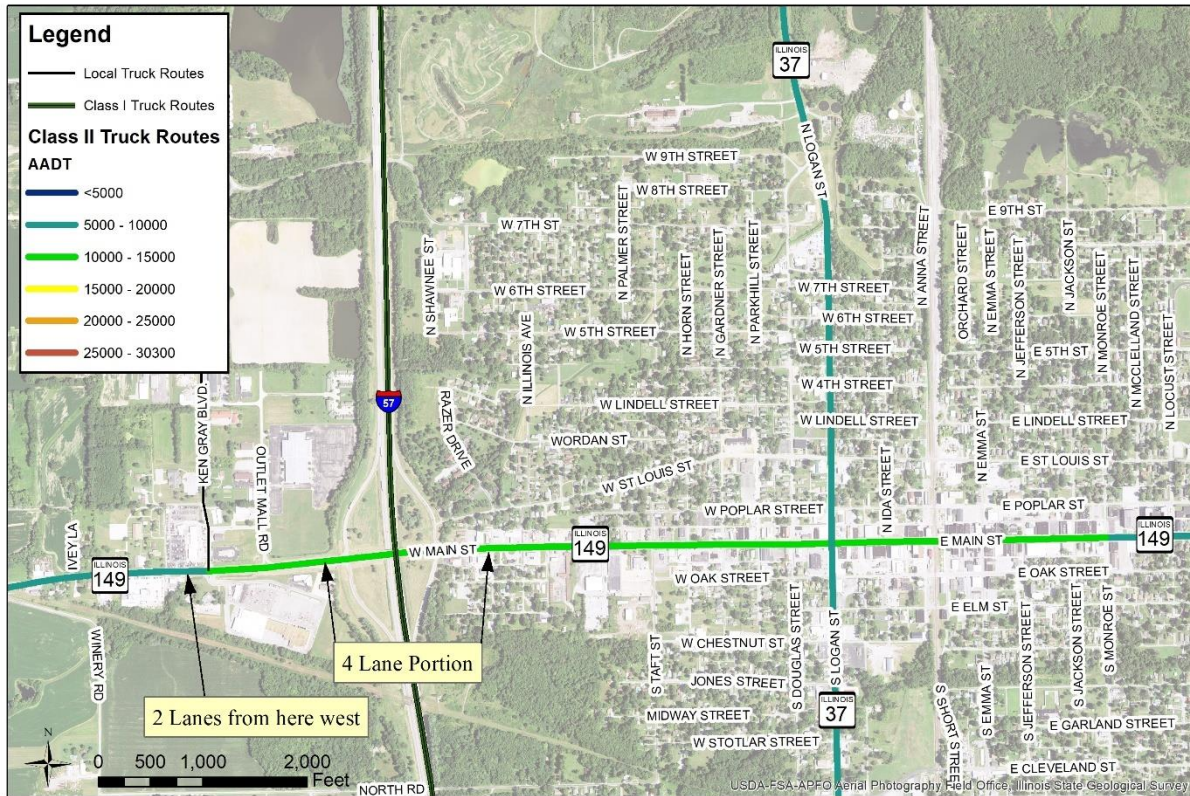 Legend
Local Truck Routes
Class I Truck Routes
Class II Truck Routes
AADT
<5000
5000 - 10000
10000 - 15000
15000 - 20000
20000 - 25000
25000 - 30300
ILLINOIS
37
N LOGAN ST
W 9TH STREET
W 8TH STREET
W 7TH ST
N PALMER STREET
N SHAWNEE ST
W 6TH STREET
N ILLINOIS AVE
W 5TH STREET
N HORN STREET
N GARDNER STREET
N PARKHILL STREET
W 7TH STREET
W 6TH STREET
W 5TH STREET
W 4TH STREET
W LINDELL STREET
W LINDELL STREET
N ANNA STREET
ORCHARD STREET
N EMMA STREET
E 9TH ST
N JEFFERSON STREET
N JACKSON ST
N MONROE STREET
N MCCLELLAND STREET
N LOCUST STREET
E 5TH ST
E LINDELL STREET
N EMMA ST
E ST LOUIS ST
57
RAZER DRIVE
WORDAN ST
W ST LOUIS ST
KEN GRAY BLVD.
OUTLET MALL RD
IVEY LA
W POPLAR STREET
N IDA STREET
E POPLAR ST
ILLINOIS
149
W MAIN ST
ILLINOIS
149
E MAIN ST
ILLINOIS
149
W OAK STREET
E OAK STREET
E ELM ST
WINERY RD
4 Lane Portion
2 Lanes from here west
W CHESTNUT ST
S TAFT ST
JONES STREET
S DOUGLAS STREET
S LOGAN ST
MIDWAY STREET
W STOTLAR STREET
ILLINOIS
37
S SHORT STREET
S EMMA ST
S JEFFERSON STREET
S JACKSON STREET
S MONROE ST
E GARLAND STREET
E CLEVELAND ST
N
0 500 1,000 2,000
Feet
NORTH RD
USDA-FSA-APFO Aerial Photography Field Office, Illinois State Geological Survey